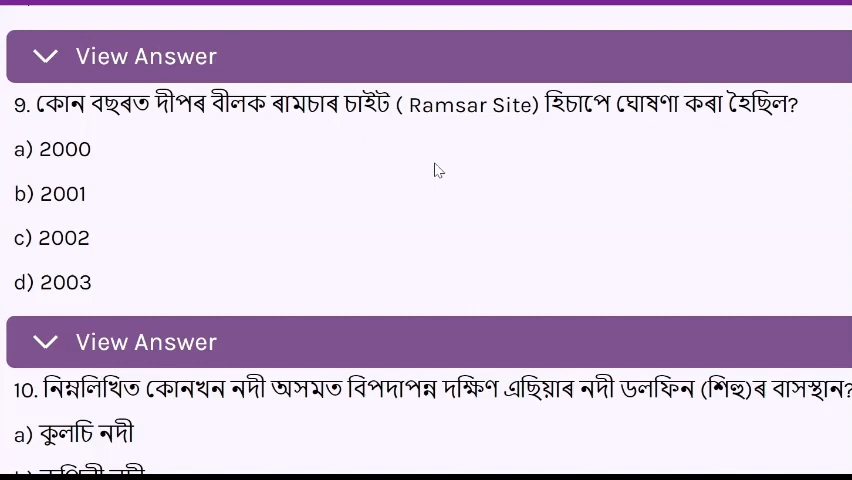 View Answer
9. কোন বছৰত দীপৰ বীলক ৰামচাৰ চাইট ( Ramsar Site) হিচাপে ঘোষণা কৰা হৈছিল?
a) 2000
b) 2001
c) 2002
d) 2003
View Answer
10. নিম্নলিখিত কোনখন নদী অসমত বিপদাপন্ন দক্ষিণ এছিয়াৰ নদী ডলফিন (শিহু)ৰ বাসস্থান?
a) কুলচি নদী